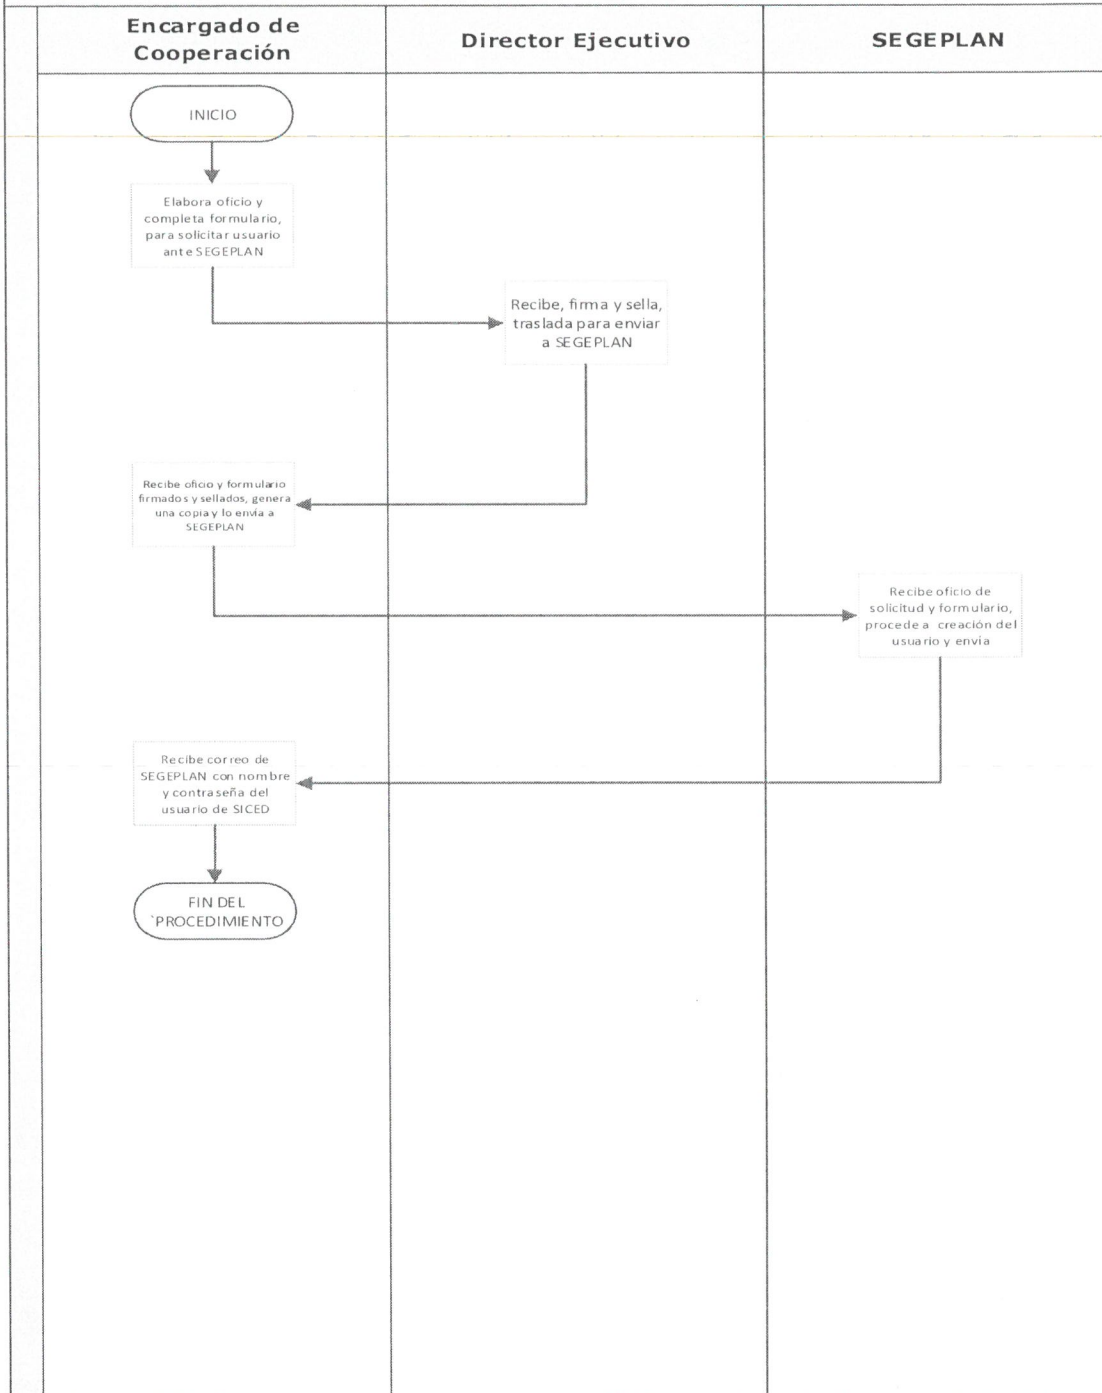 Encargado de
Cooperación
Director Ejecutivo
SEGEPLAN
INICIO
Elabora oficio y
completa formulario,
para solicitar usuario
ante SEGEPLAN
Recibe, firma y sella,
traslada para enviar
a SEGEPLAN
Recibe oficio y formulario
firmados y sellados, genera
una copia y lo envía a
SEGEPLAN
Recibe oficio de
solicitud y formulario,
procede a creación del
usuario y envia
Recibe correo de
SEGEPLAN con nombre
y contraseña del
usuario de SICED
FIN DEL
`PROCEDIMIENTO